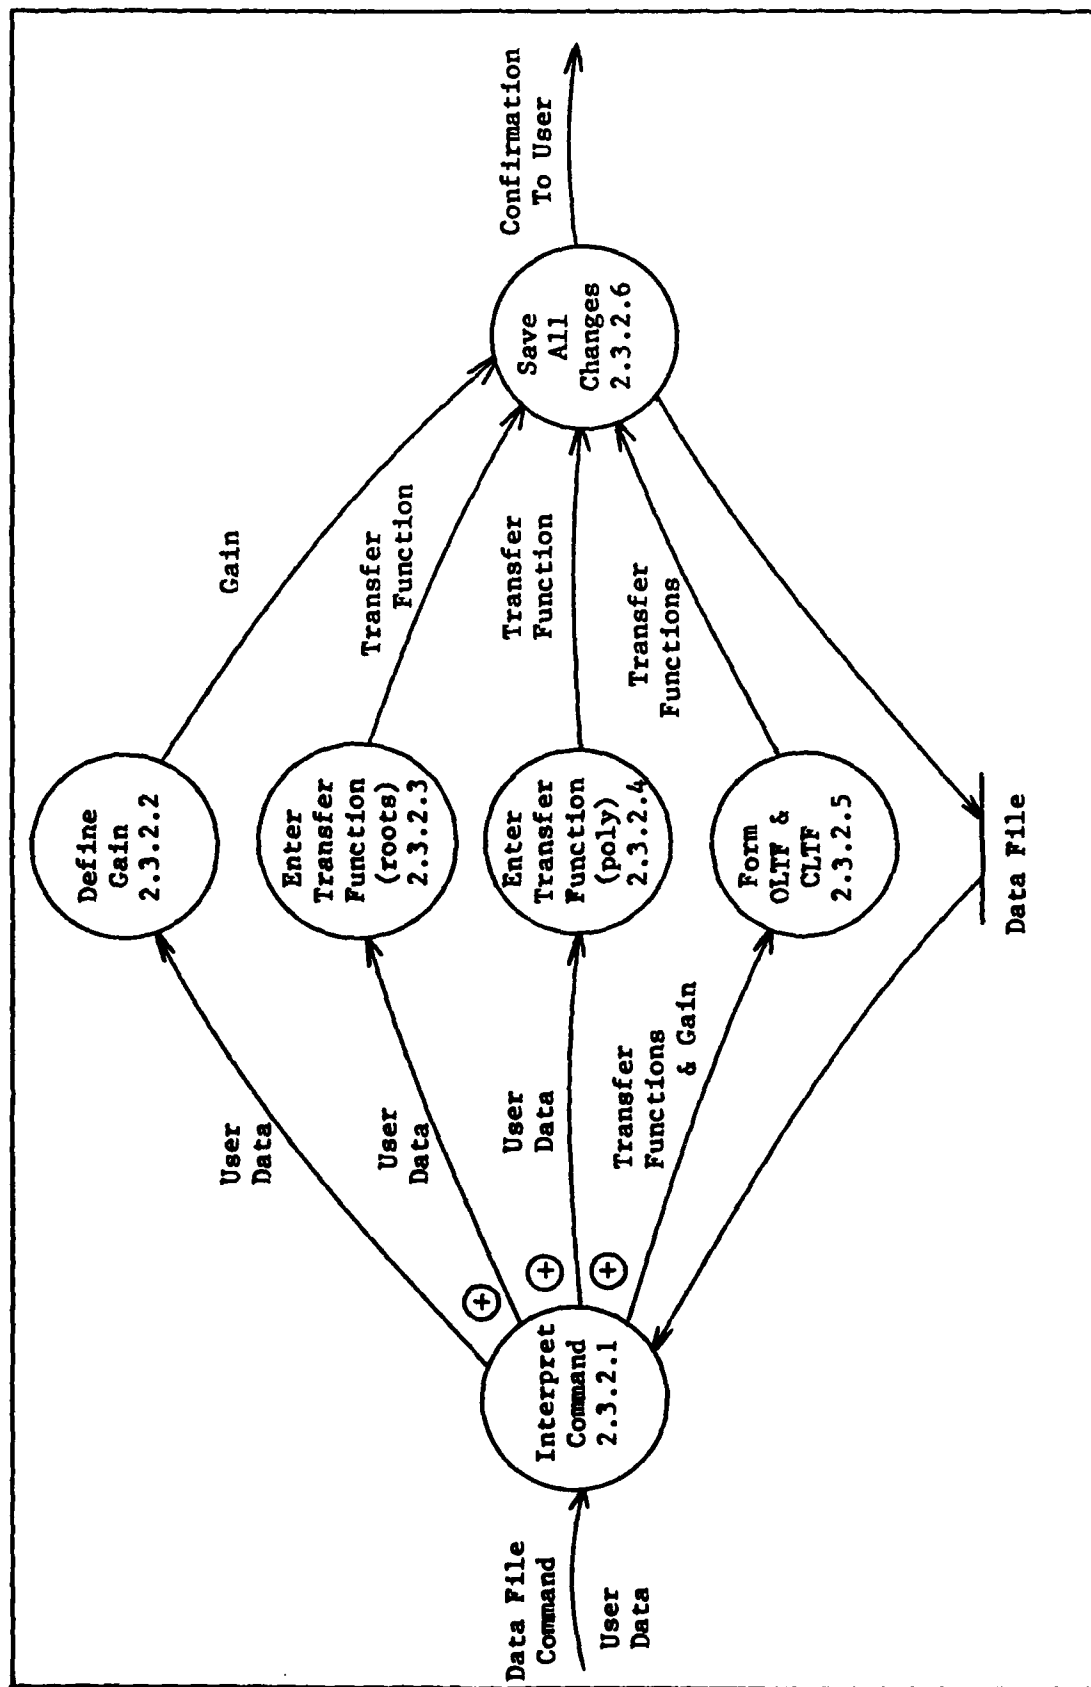 Data File
Command
User
Data
Interpret
Command
2.3.2.1
+
+
+
User
Data
User
Data
User
Data
Transfer
Functions
& Gain
Define
Gain
2.3.2.2
Enter
Transfer
Function
(roots)
2.3.2.3
Enter
Transfer
Function
(poly)
2.3.2.4
Form
OLTF &
CLTF
2.3.2.5
Data File
Gain
Transfer
Function
Transfer
Function
Transfer
Functions
Save
All
Changes
2.3.2.6
Confirmation
To User